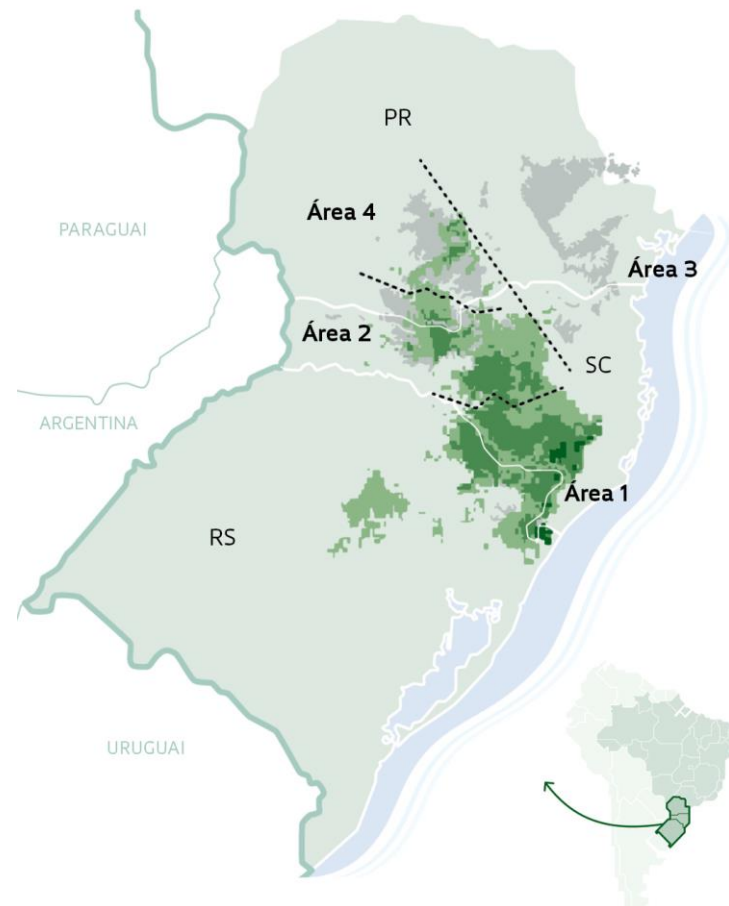 PR
Área 4
PARAGUAI
Área 3
Área 2
SC
ARGENTINA
Área 1
RS
URUGUAI